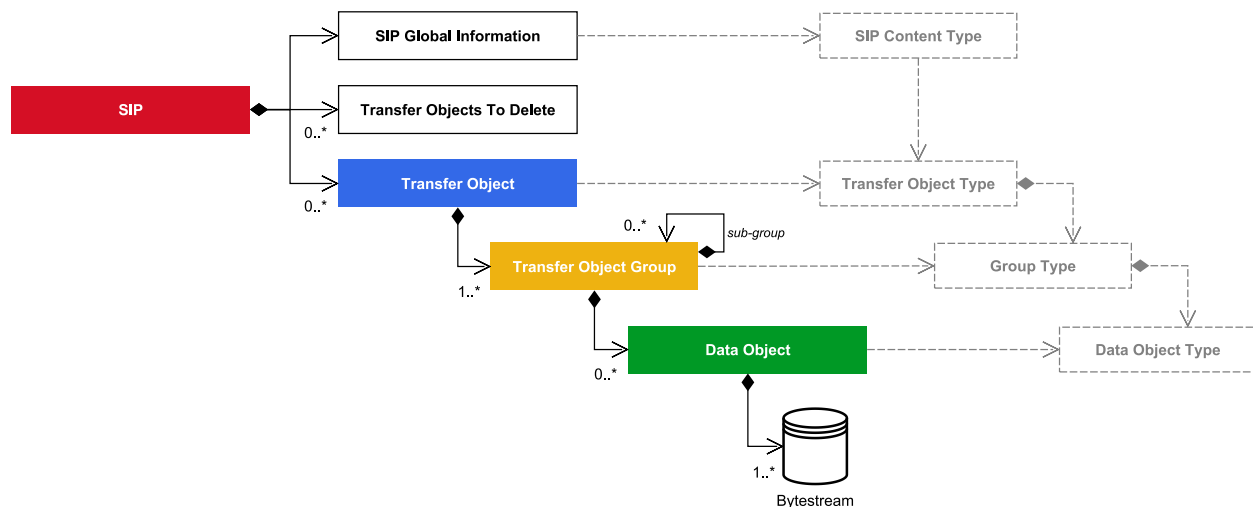 SIP Global Information
SIP Content Type
SIP
Transfer Objects To Delete
0..*
Transfer Object
Transfer Object Type
0..*
0..*
sub-group
Transfer Object Group
Group Type
1..*
Data Object
Data Object Type
0..*
1..*
Bytestream